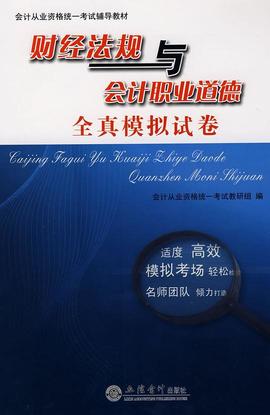 会计从业资格统一考试辅导教材
财经法规
与
会计职业道德
全真模拟试卷
Caijing Fagui Yu Kuaiji Zhiye Daode
Quanzhen Moni Shijuan
会计从业资格统一考试教研组 编
适度 高效
模拟考场 轻松
名师团队 倾力打造
立信会计出版社